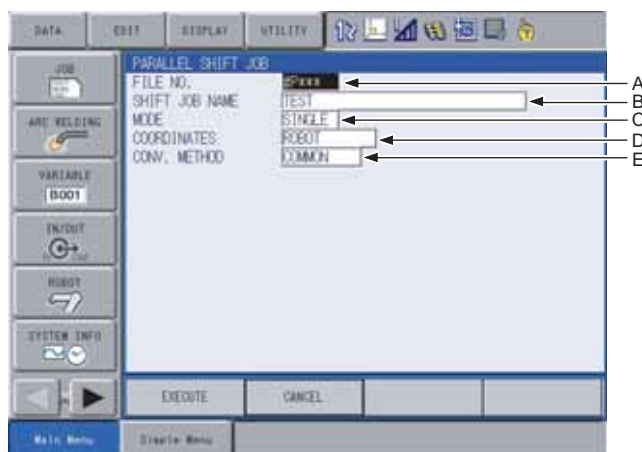 DATA EDIT DISPLAY UTILITY
JOB
ARC WELDING
VARIABLE
B001
IN/OUT
ROBOT
SYSTEM INFO
PARALLEL SHIFT JOB
FILE NO. #Pxxx
SHIFT JOB NAME TEST
MODE SINGLE
COORDINATES ROBOT
CONV. METHOD COMMON
A
B
C
D
E
EXECUTE CANCEL
Main Menu Simple Menu